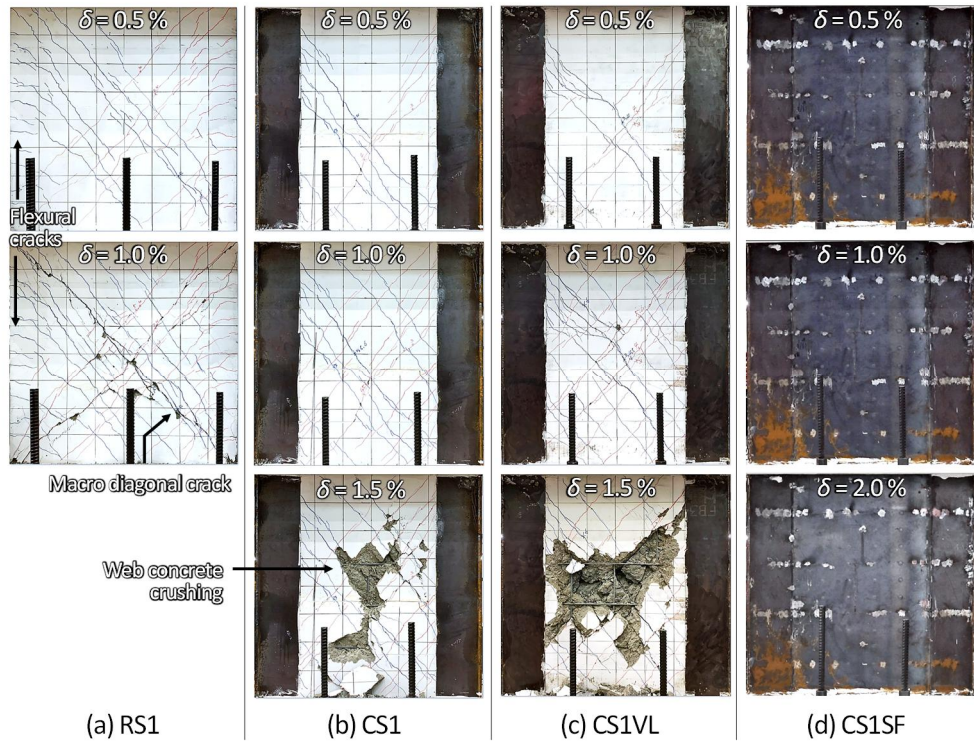 δ = 0.5 %
δ = 0.5 %
δ = 0.5 %
δ = 0.5 %
Flexural
cracks
δ = 1.0 %
δ = 1.0 %
δ = 1.0 %
δ = 1.0 %
Macro diagonal crack
δ = 1.5 %
δ = 1.5 %
δ = 2.0 %
Web concrete
crushing
(a) RS1
(b) CS1
(c) CS1VL
(d) CS1SF